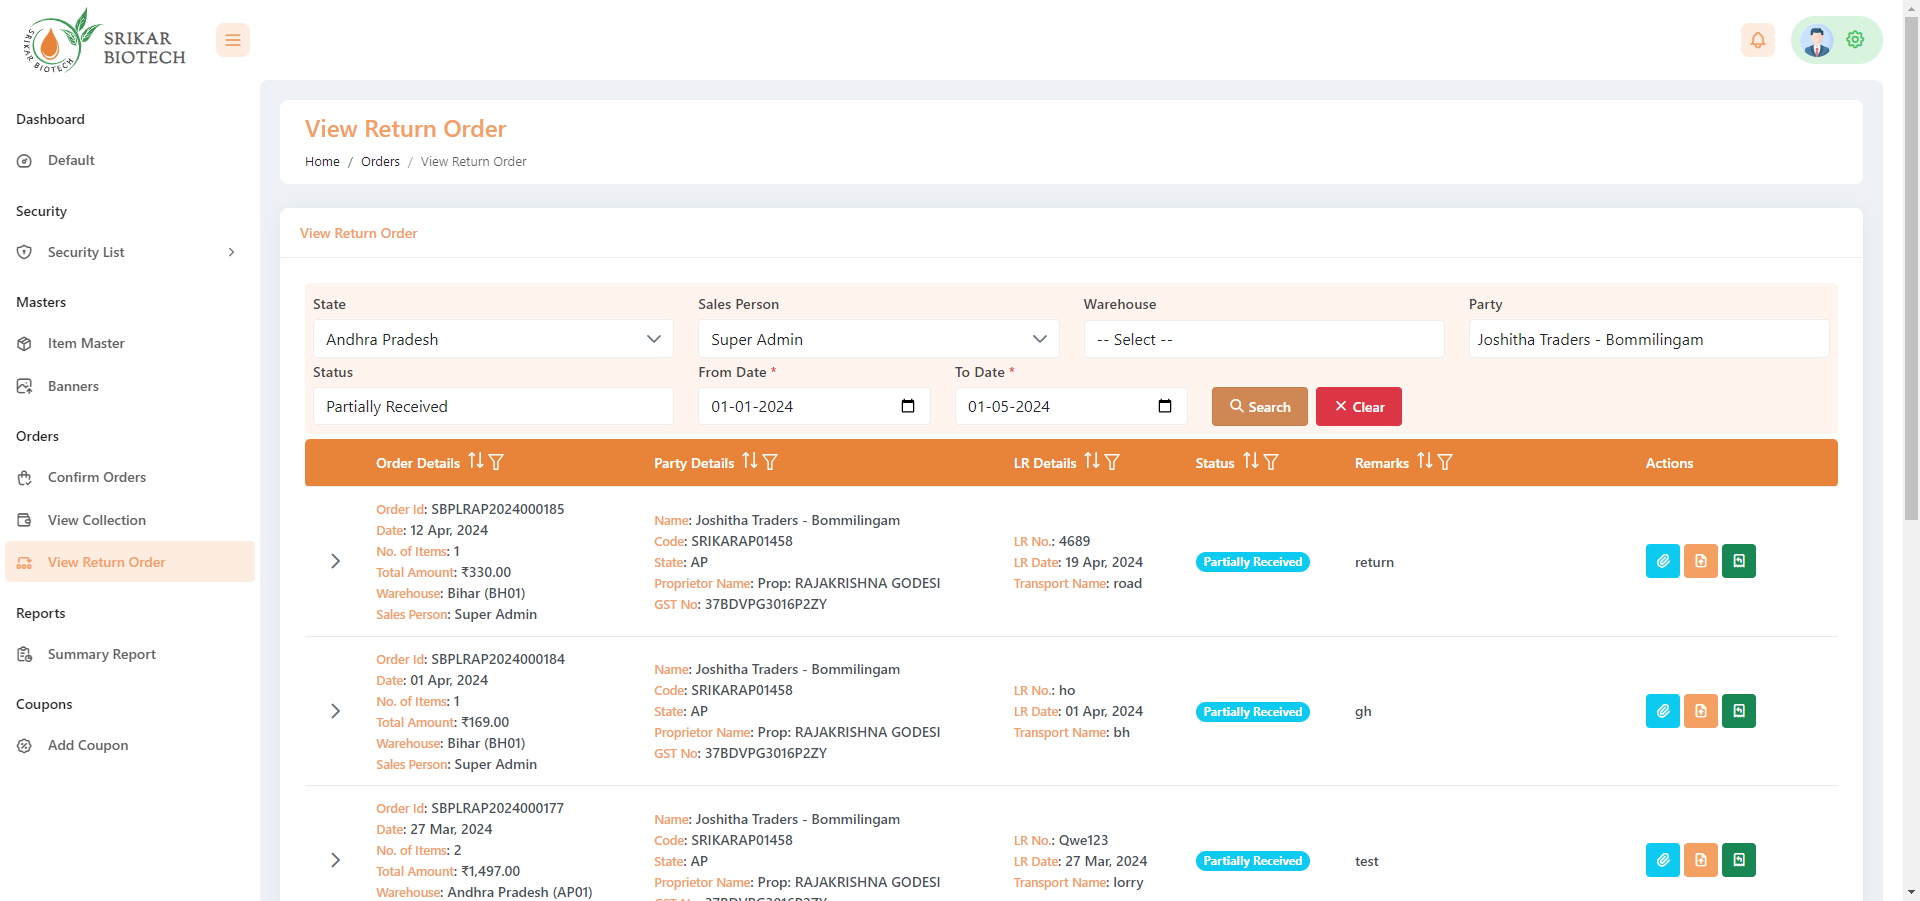 SRIKAR BIOTECH
SRIKAR
BIOTECH
Dashboard
Default
Security
Security List
Masters
Item Master
Banners
Orders
Confirm Orders
View Collection
View Return Order
Reports
Summary Report
Coupons
Add Coupon
View Return Order
Home / Orders / View Return Order
View Return Order
State
Andhra Pradesh
Sales Person
Super Admin
Warehouse
-- Select --
Party
Joshitha Traders - Bommilingam
Status
Partially Received
From Date *
01-01-2024
To Date *
01-05-2024
Search
Clear
Order Details Party Details LR Details Status Remarks Actions
Order Id: SBPLRAP2024000185
Date: 12 Apr, 2024
No. of Items: 1
Total Amount: ₹330.00
Warehouse: Bihar (BH01)
Sales Person: Super Admin
Name: Joshitha Traders - Bommilingam
Code: SRIKARAP01458
State: AP
Proprietor Name: Prop: RAJAKRISHNA GODESI
GST No: 37BDVPG3016P2ZY
LR No.: 4689
LR Date: 19 Apr, 2024
Transport Name: road
Partially Received
return
Order Id: SBPLRAP2024000184
Date: 01 Apr, 2024
No. of Items: 1
Total Amount: ₹169.00
Warehouse: Bihar (BH01)
Sales Person: Super Admin
Name: Joshitha Traders - Bommilingam
Code: SRIKARAP01458
State: AP
Proprietor Name: Prop: RAJAKRISHNA GODESI
GST No: 37BDVPG3016P2ZY
LR No.: ho
LR Date: 01 Apr, 2024
Transport Name: bh
Partially Received
gh
Order Id: SBPLRAP2024000177
Date: 27 Mar, 2024
No. of Items: 2
Total Amount: ₹1,497.00
Warehouse: Andhra Pradesh (AP01)
Name: Joshitha Traders - Bommilingam
Code: SRIKARAP01458
State: AP
Proprietor Name: Prop: RAJAKRISHNA GODESI
LR No.: Qwe123
LR Date: 27 Mar, 2024
Transport Name: lorry
Partially Received
test